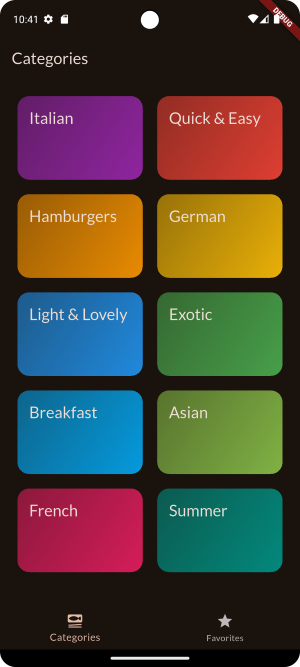 10:41
DEBUG
Categories
Italian
Quick & Easy
Hamburgers
German
Light & Lovely
Exotic
Breakfast
Asian
French
Summer
Categories
Favorites